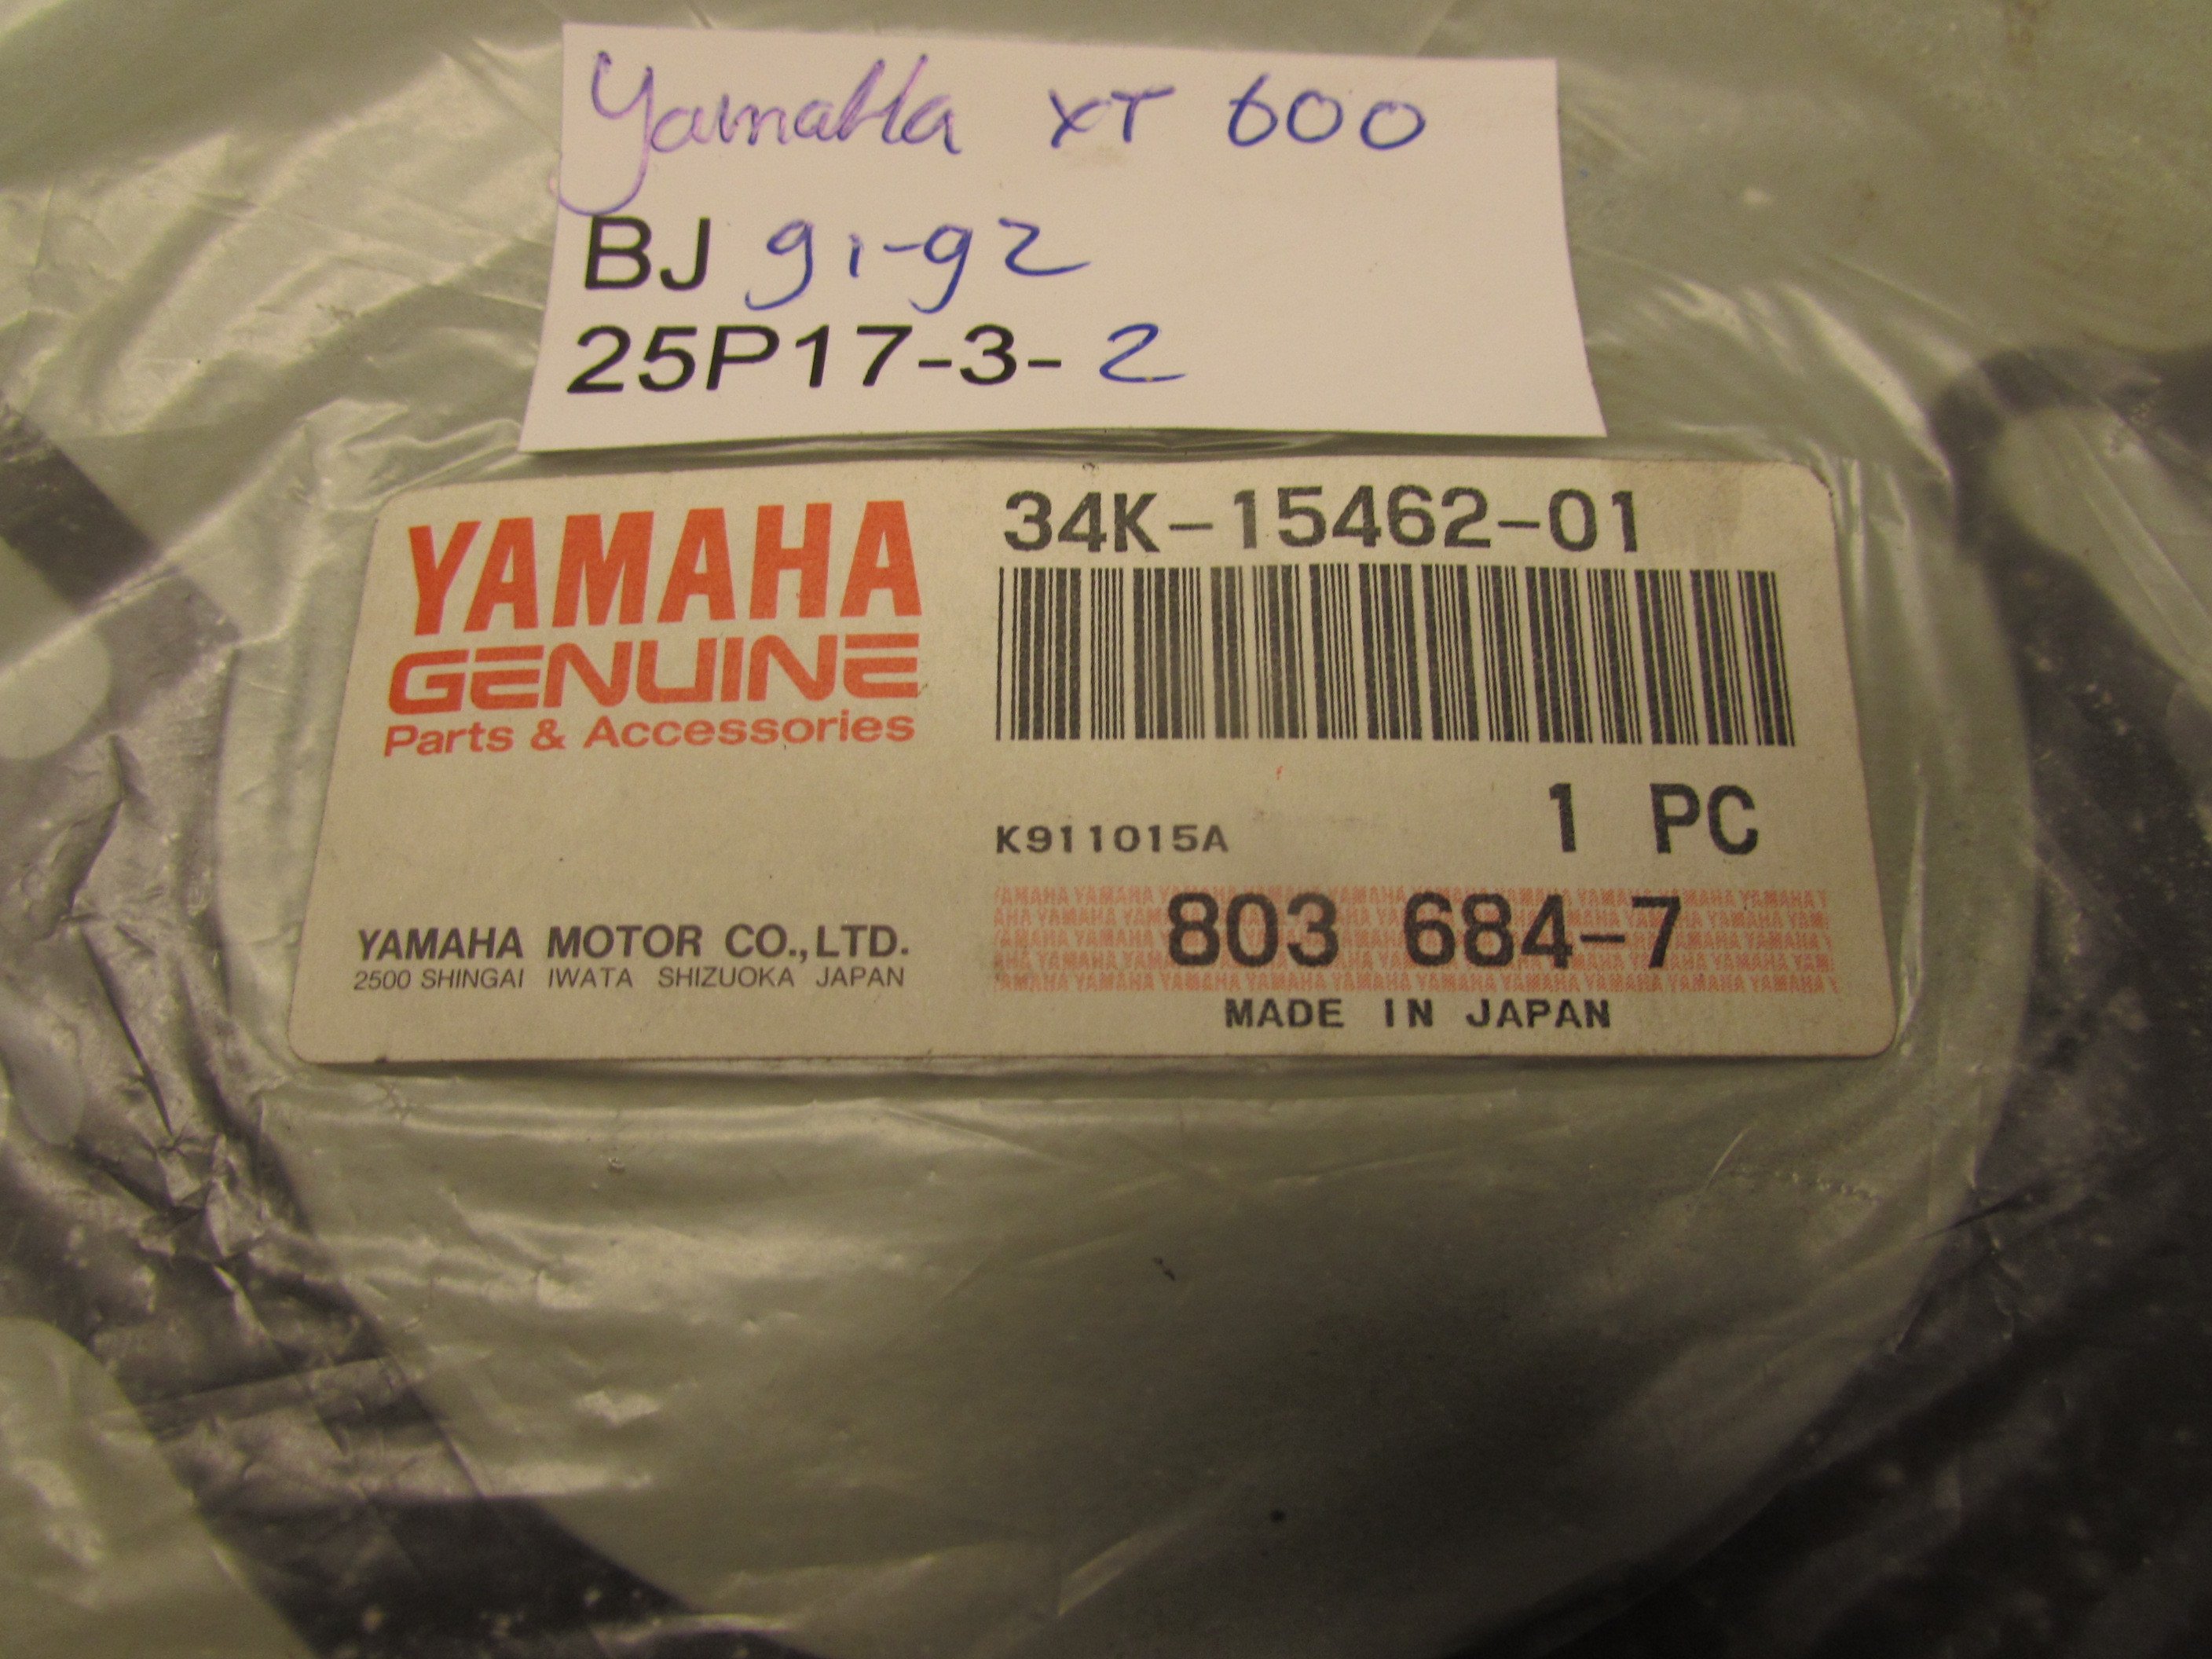 Yamaha XT 600
BJ 91-92
25P17-3-2
YAMAHA
GENUINE
Parts & Accessories
34K-15462-01
K911015A
1 PC
YAMAHA MOTOR CO., LTD.
2500 SHINGAI IWATA SHIZUOKA JAPAN
803 684-7
MADE IN JAPAN